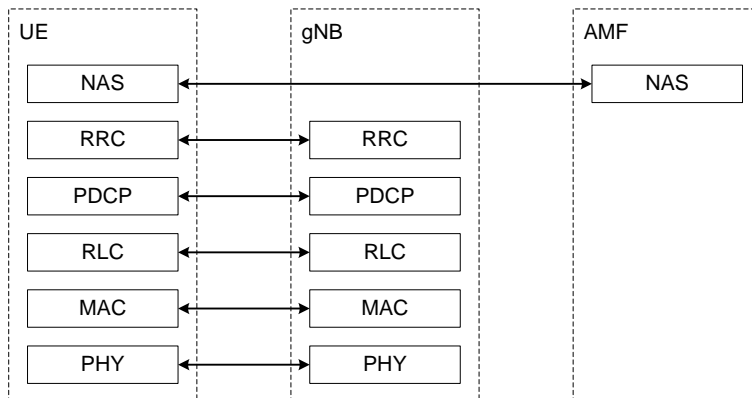 UE gNB AMF
NAS NAS
RRC RRC
PDCP PDCP
RLC RLC
MAC MAC
PHY PHY